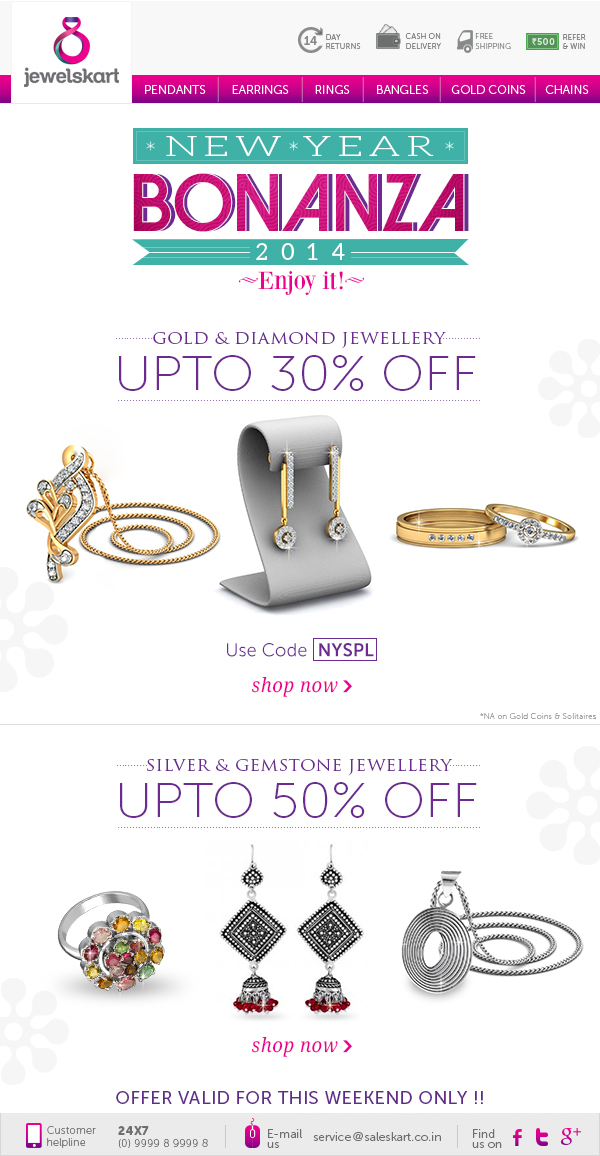 jewelskart
14 DAY RETURNS
CASH ON DELIVERY
FREE SHIPPING
₹500 REFER & WIN
PENDANTS EARRINGS RINGS BANGLES GOLD COINS CHAINS
* NEW * YEAR *
BONANZA
2014
~Enjoy it!~
GOLD & DIAMOND JEWELLERY
UPTO 30% OFF
Use Code NYSPL
shop now >
*NA on Gold Coins & Solitaires
SILVER & GEMSTONE JEWELLERY
UPTO 50% OFF
shop now >
OFFER VALID FOR THIS WEEKEND ONLY !!
Customer helpline
24X7
(0) 9999 8 9999 8
E-mail us
service@saleskart.co.in
Find us on
f t g+